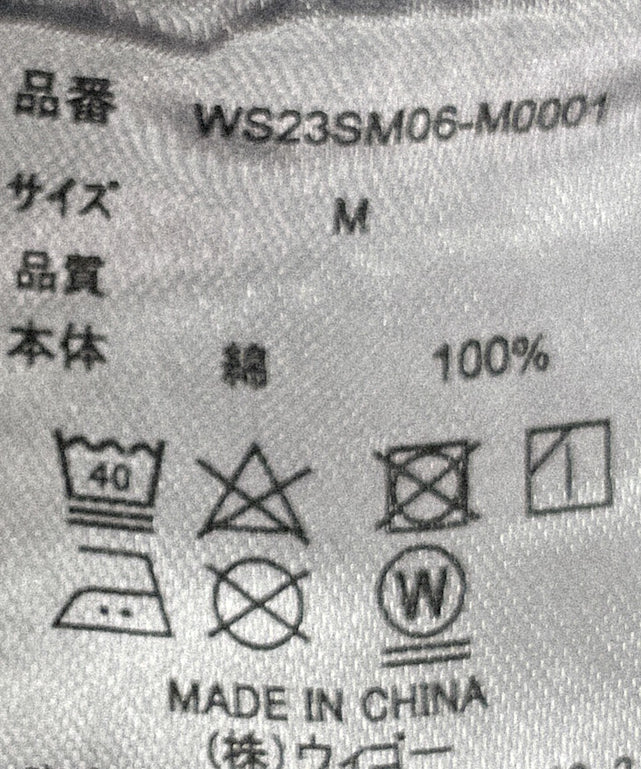 品番 WS23SM06-M0001
サイズ M
品質
本体 綿 100%
40
W
MADE IN CHINA
(株)ウィゴー